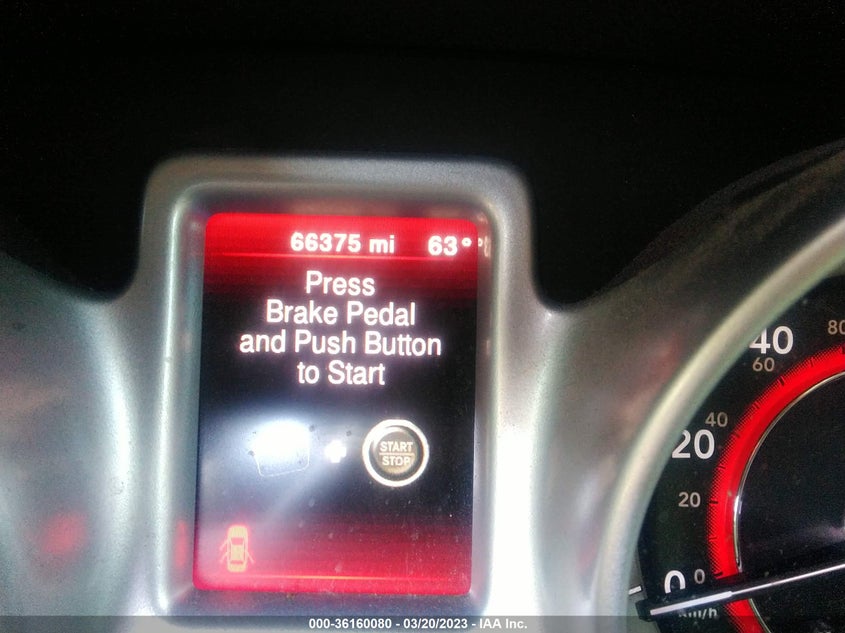 66375 mi 63°
Press
Brake Pedal
and Push Button
to Start
START
STOP
40
80
60
40
20
20
0 0
km/h
000-36160080 - 03/20/2023 - IAA Inc.